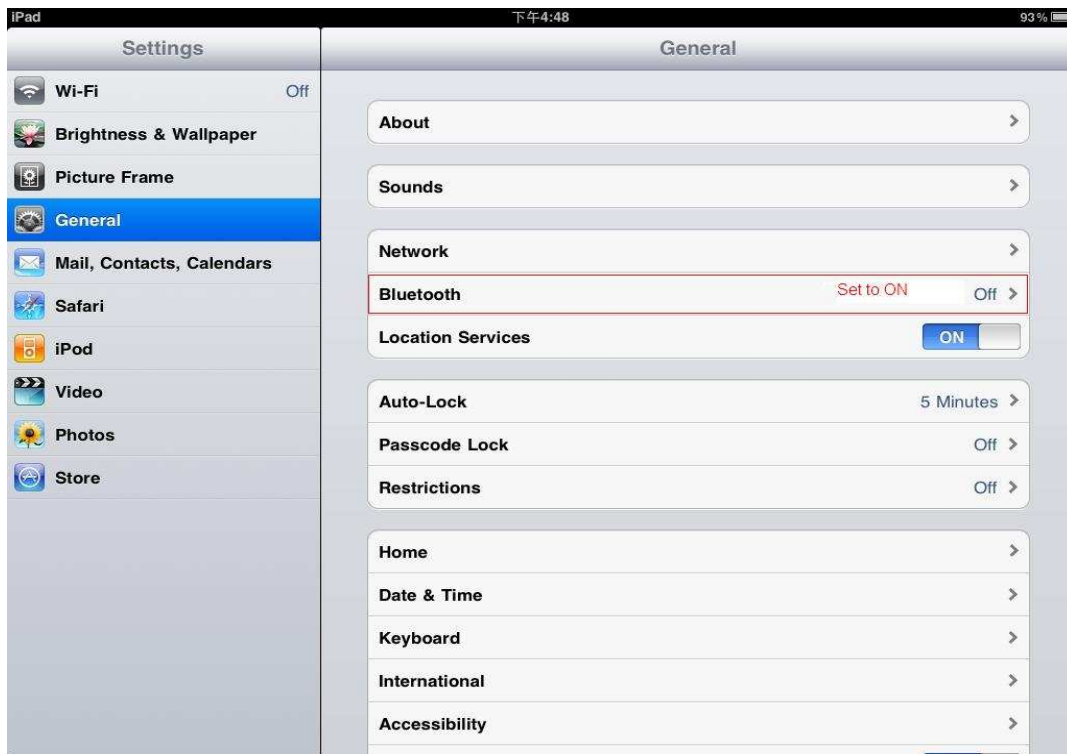 iPad 下午4:48 93%
Settings
Wi-Fi Off
Brightness & Wallpaper
Picture Frame
General
Mail, Contacts, Calendars
Safari
iPod
Video
Photos
Store
General
About
Sounds
Network
Bluetooth Set to ON Off
Location Services ON
Auto-Lock 5 Minutes
Passcode Lock Off
Restrictions Off
Home
Date & Time
Keyboard
International
Accessibility